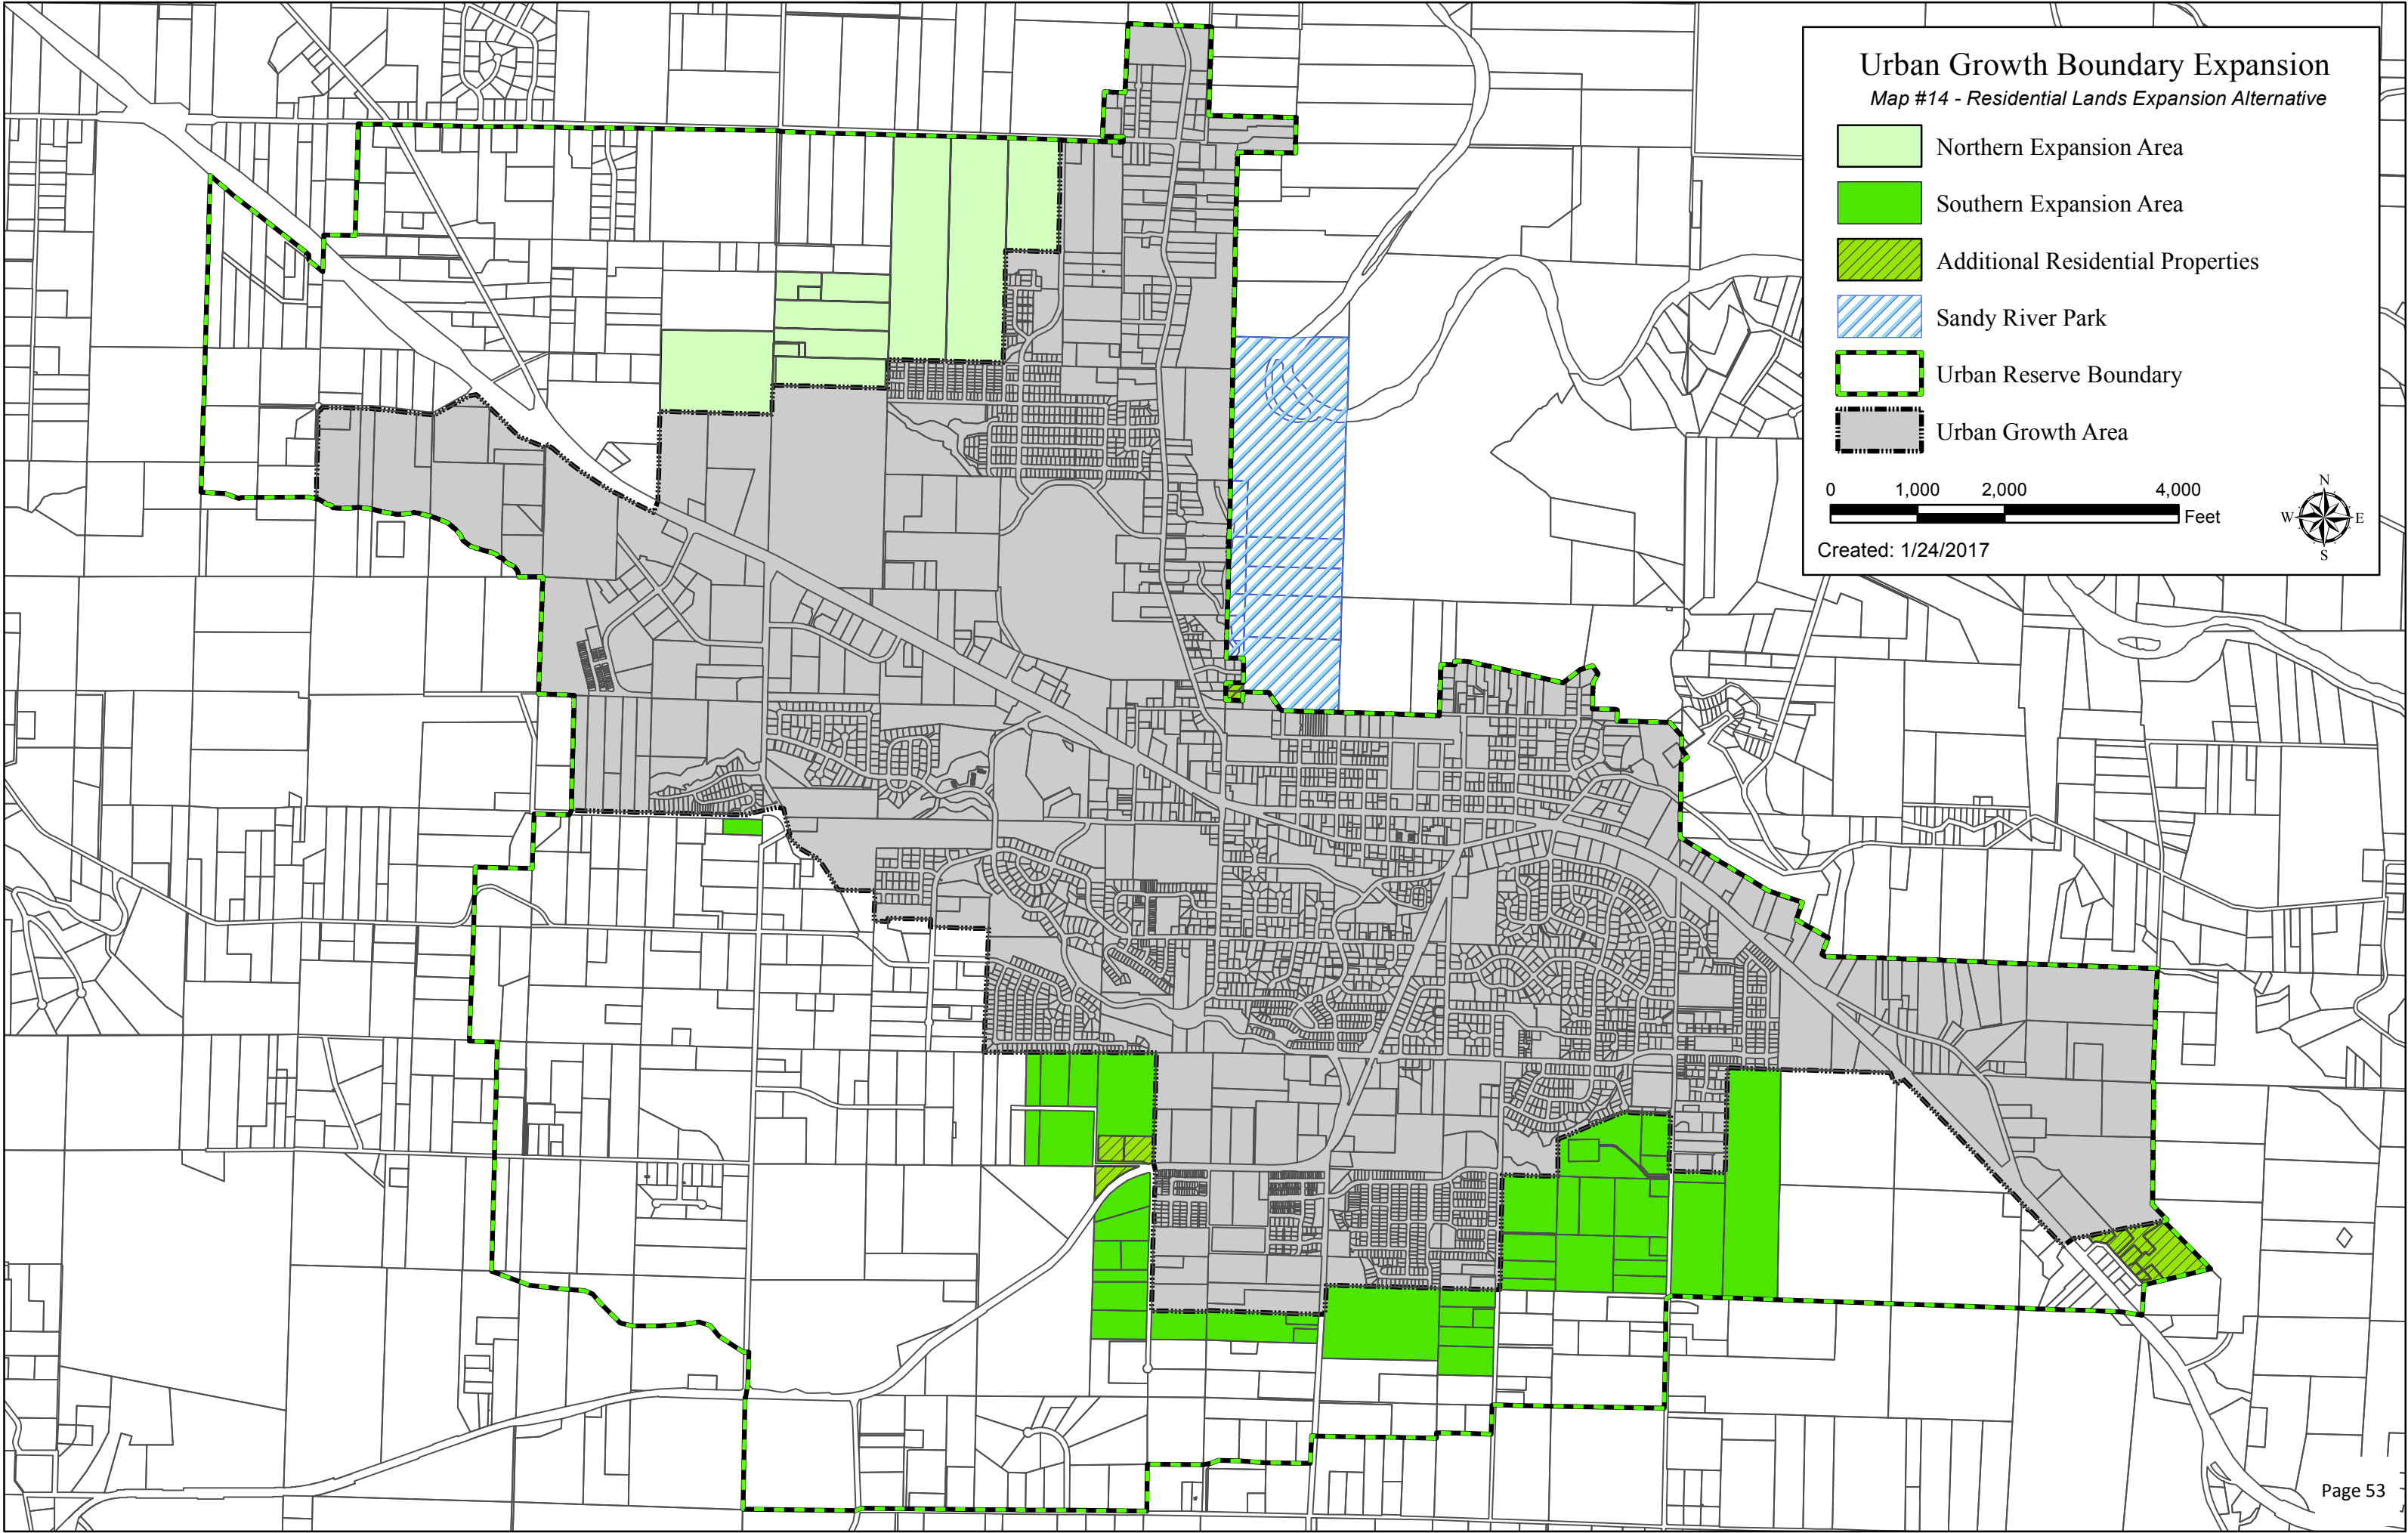 Urban Growth Boundary Expansion
Map #14 - Residential Lands Expansion Alternative
Northern Expansion Area
Southern Expansion Area
Additional Residential Properties
Sandy River Park
Urban Reserve Boundary
Urban Growth Area
0 1,000 2,000 4,000
Feet
N
W E
S
Created: 1/24/2017
Page 53